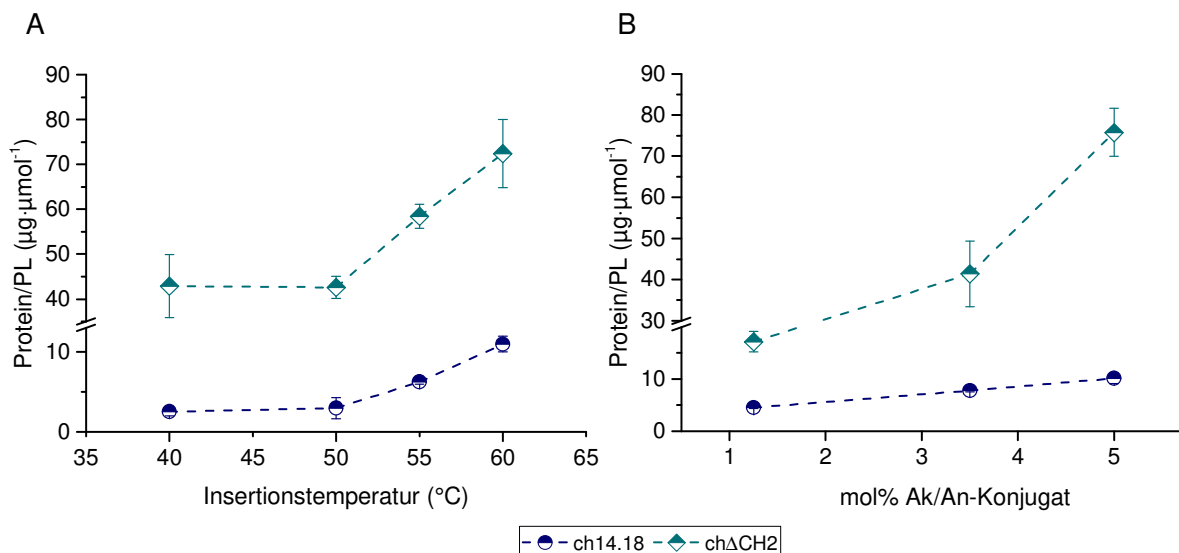 A
Protein/PL (µg·µmol⁻¹)
90
80
70
60
50
40
10
0
35 40 45 50 55 60 65
Insertionstemperatur (°C)
B
Protein/PL (µg·µmol⁻¹)
90
80
70
60
50
40
30
20
10
0
1 2 3 4 5
mol% Ak/An-Konjugat
ch14.18 chΔCH2